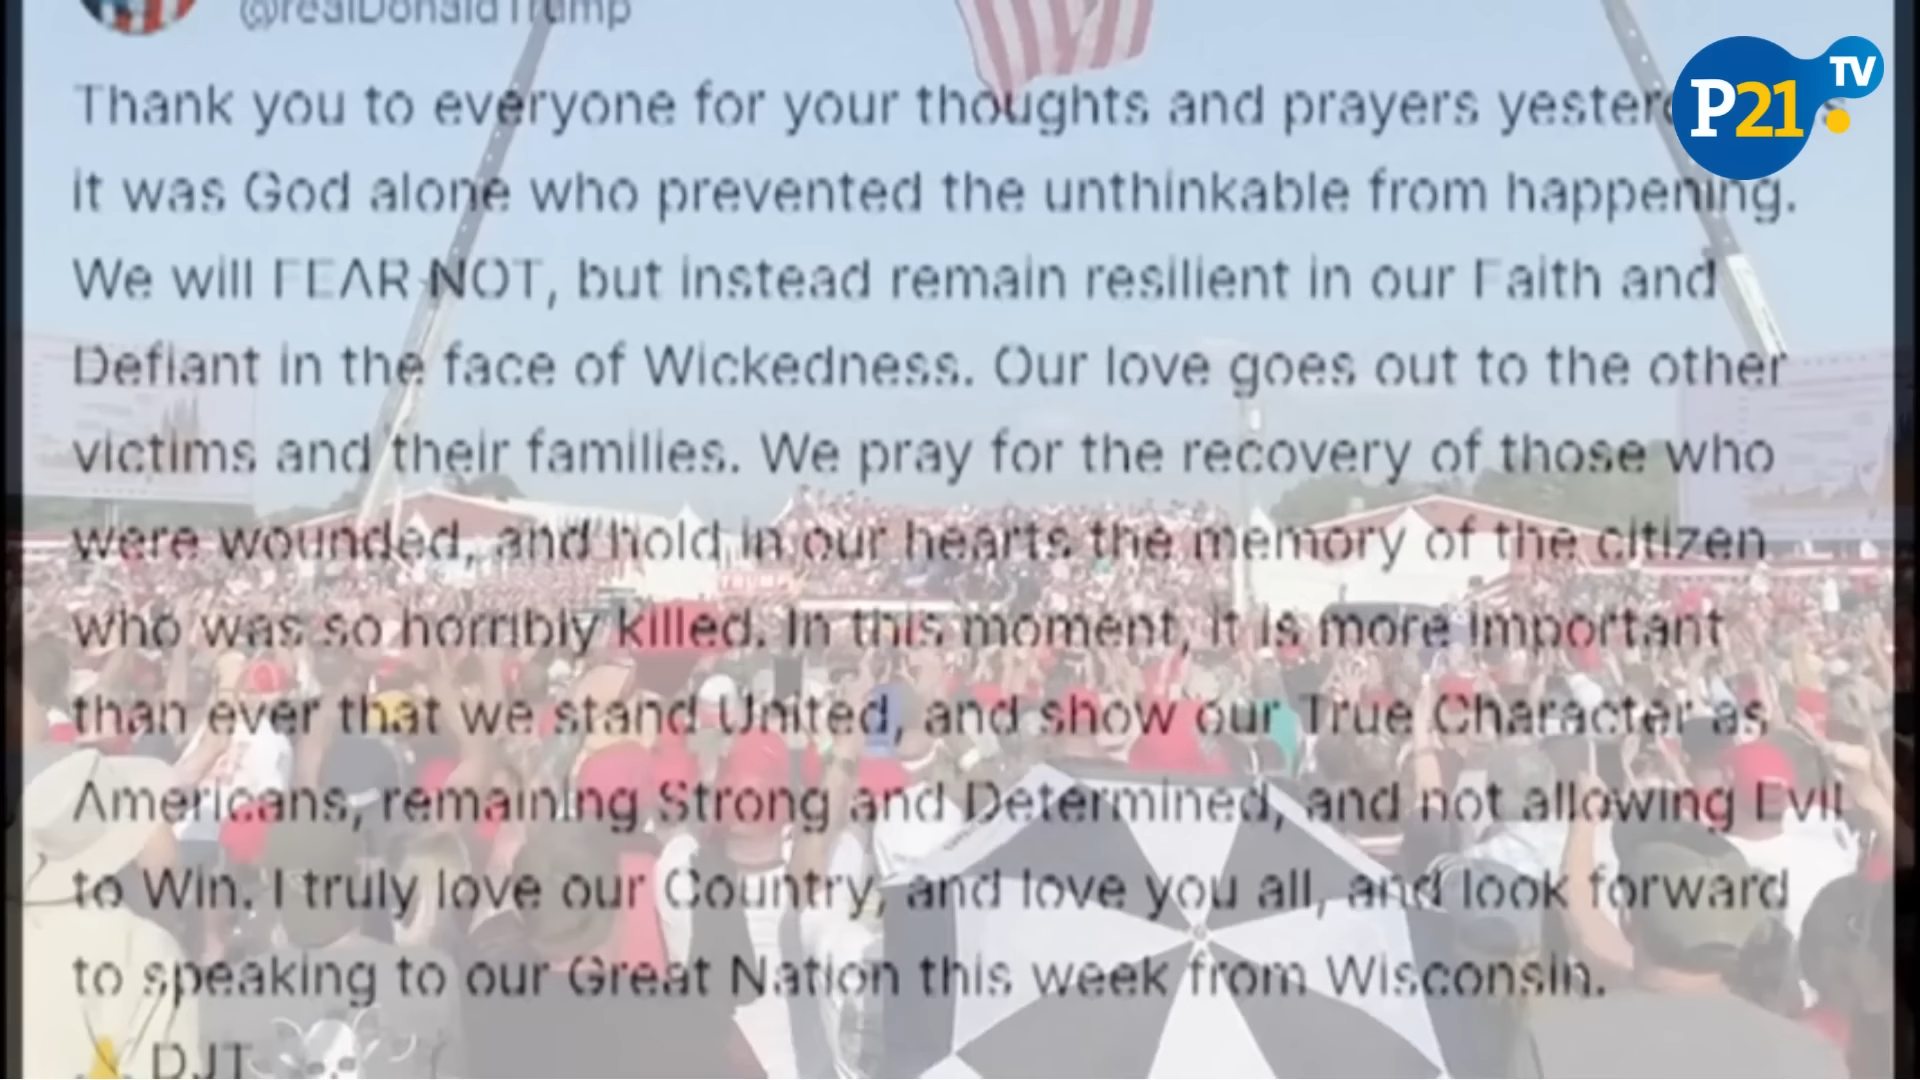 @realDonaldTrump
TV
P21
Thank you to everyone for your thoughts and prayers
it was God alone who prevented the unthinkable from happening.
We will FEAR NOT, but instead remain resilient in our Faith and
Defiant in the face of Wickedness. Our love goes out to the other
victims and their families. We pray for the recovery of those who
were wounded, and hold in our hearts the memory of the citizen
who was so horribly killed. In this moment, it is more important
than ever that we stand United, and show our True Character as
Americans, remaining Strong and Determined, and not allowing Evil
to Win. I truly love our Country, and love you all, and look forward
to speaking to our Great Nation this week from Wisconsin.
DJT
TRUMP